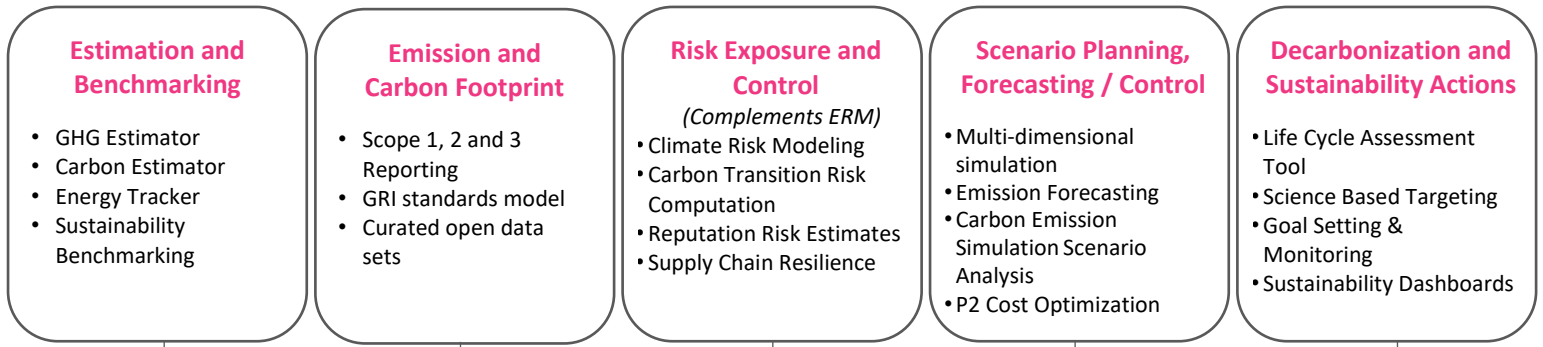 Estimation and
Benchmarking
• GHG Estimator
• Carbon Estimator
• Energy Tracker
• Sustainability
Benchmarking
Emission and
Carbon Footprint
• Scope 1, 2 and 3
Reporting
• GRI standards model
• Curated open data
sets
Risk Exposure and
Control
(Complements ERM)
• Climate Risk Modeling
• Carbon Transition Risk
Computation
• Reputation Risk Estimates
• Supply Chain Resilience
Scenario Planning,
Forecasting / Control
• Multi-dimensional
simulation
• Emission Forecasting
• Carbon Emission
Simulation Scenario
Analysis
• P2 Cost Optimization
Decarbonization and
Sustainability Actions
• Life Cycle Assessment
Tool
• Science Based Targeting
• Goal Setting &
Monitoring
• Sustainability Dashboards